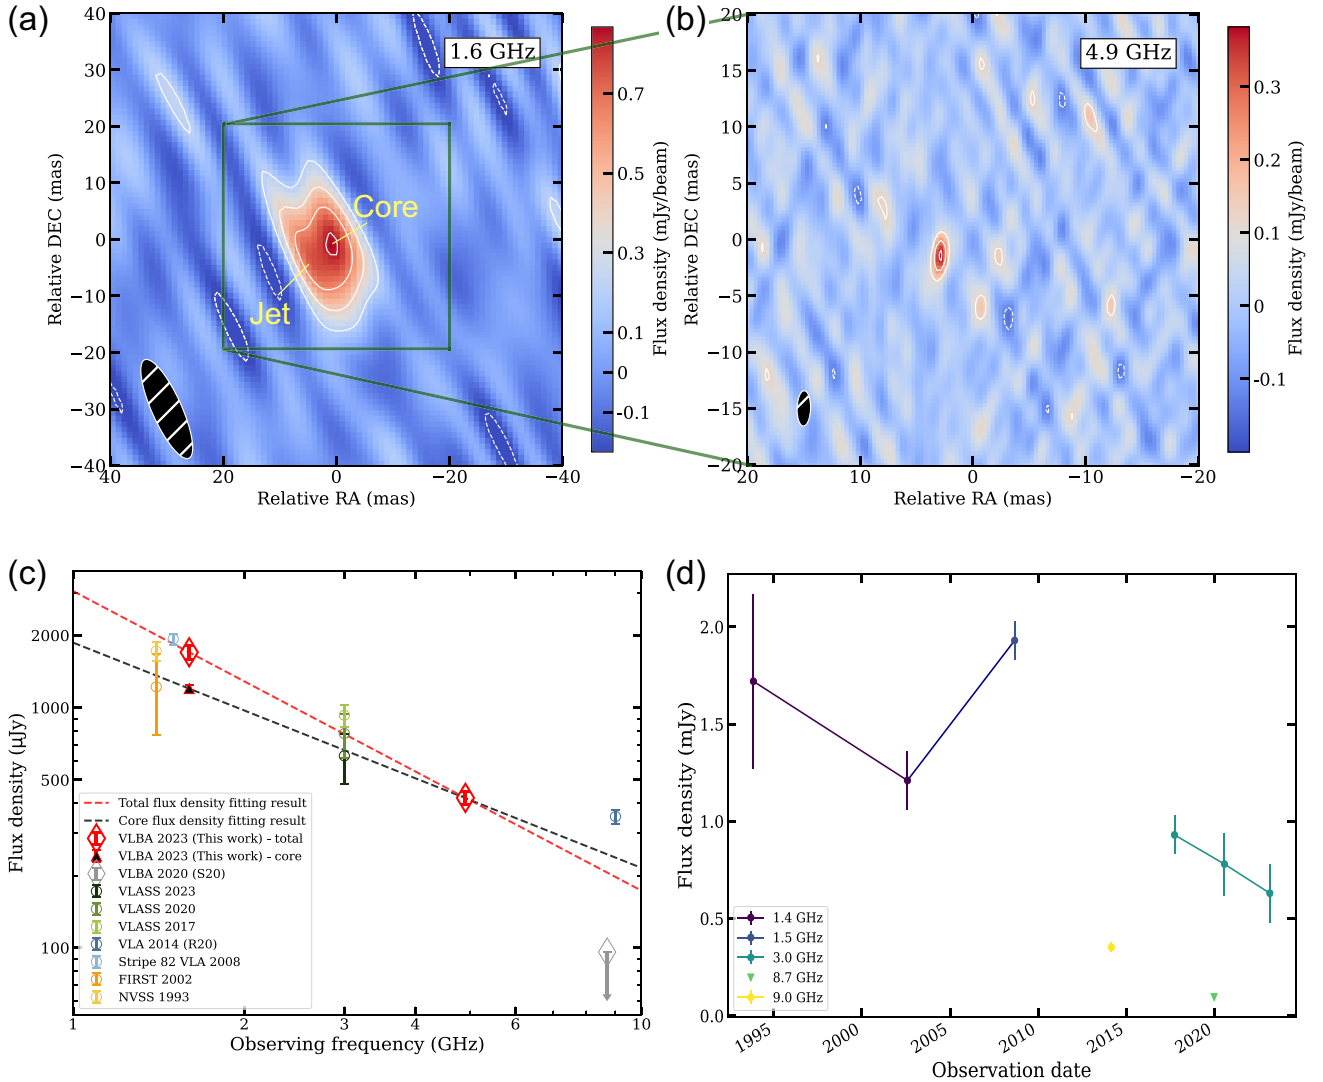 (a)
1.6 GHz
Core
Jet
40
30
20
10
0
−10
−20
−30
−40
40
20
0
−20
−40
Relative DEC (mas)
Relative RA (mas)
0.7
0.3
0.1
0
-0.1
Flux density (mJy/beam)
(b)
4.9 GHz
20
15
10
5
0
−5
−10
−15
−20
20
10
0
−10
−20
Relative DEC (mas)
Relative RA (mas)
0.3
0.2
0.1
0
-0.1
Flux density (mJy/beam)
(c)
2000
1000
500
100
Flux density (μJy)
Total flux density fitting result
Core flux density fitting result
VLBA 2023 (This work) - total
VLBA 2023 (This work) - core
VLBA 2020 (S20)
VLASS 2023
VLASS 2020
VLASS 2017
VLA 2014 (R20)
Stripe 82 VLA 2008
FIRST 2002
NVSS 1993
1
2
3
4
6
10
Observing frequency (GHz)
(d)
2.0
1.5
1.0
0.5
0.0
Flux density (mJy)
1.4 GHz
1.5 GHz
3.0 GHz
8.7 GHz
9.0 GHz
1995
2000
2005
2010
2015
2020
Observation date